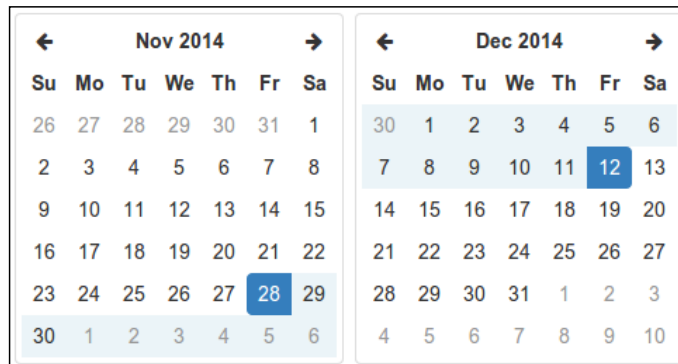 Nov 2014
Su Mo Tu We Th Fr Sa
26 27 28 29 30 31 1
2 3 4 5 6 7 8
9 10 11 12 13 14 15
16 17 18 19 20 21 22
23 24 25 26 27 28 29
30 1 2 3 4 5 6
Dec 2014
Su Mo Tu We Th Fr Sa
30 1 2 3 4 5 6
7 8 9 10 11 12 13
14 15 16 17 18 19 20
21 22 23 24 25 26 27
28 29 30 31 1 2 3
4 5 6 7 8 9 10